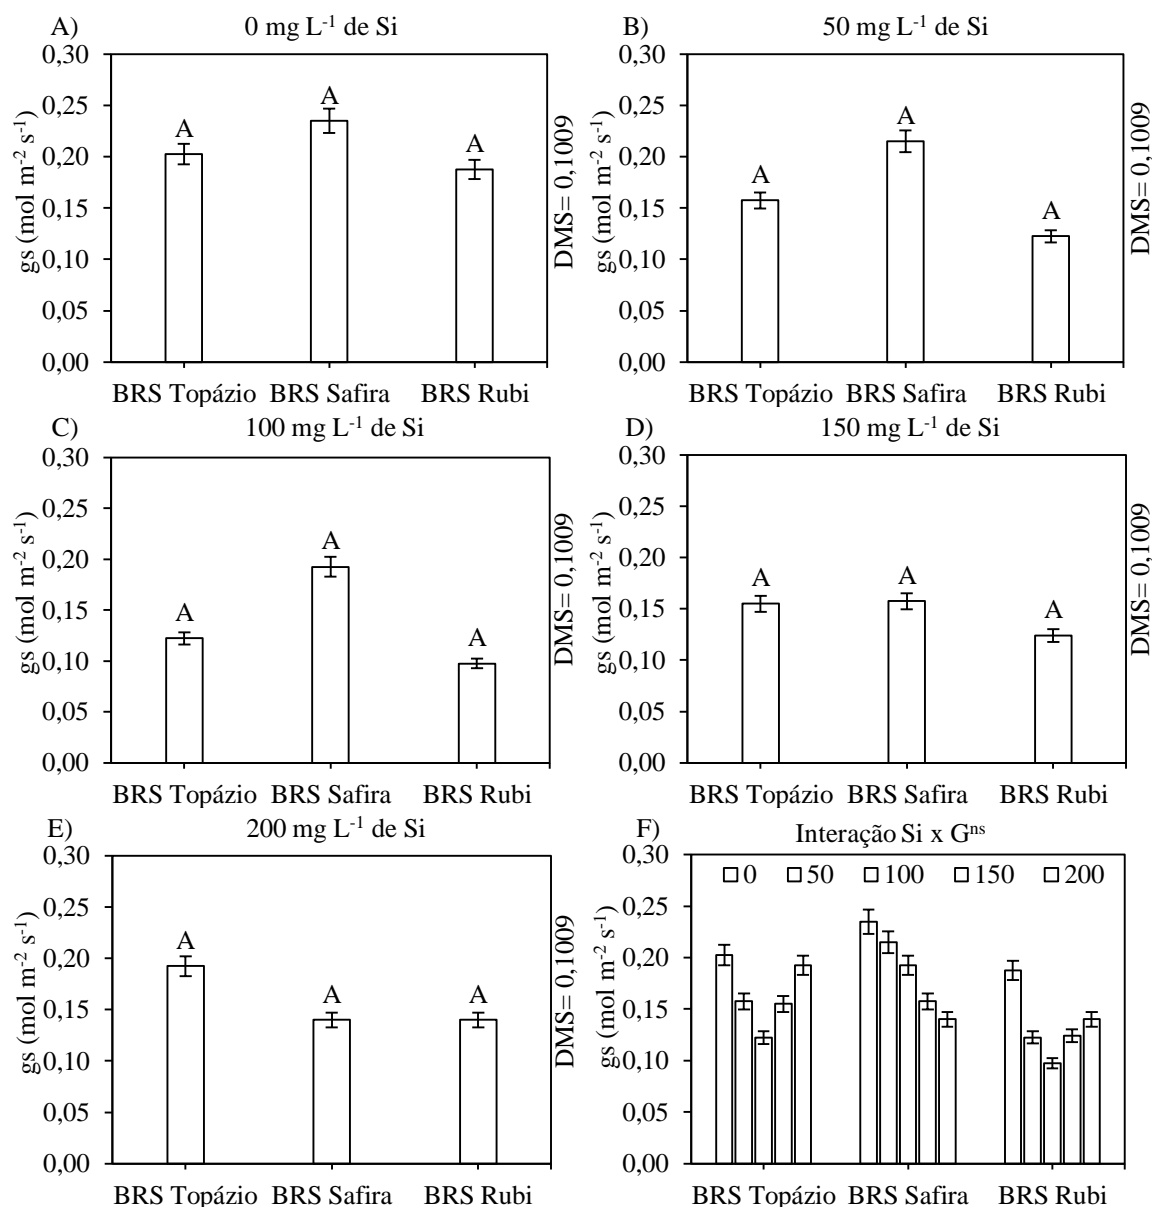 A) 0 mg L⁻¹ de Si
0,30
0,25
0,20
0,15
0,10
0,05
0,00
gs (mol m⁻² s⁻¹)
A
A
A
BRS Topázio BRS Safira BRS Rubi
DMS= 0,1009
B) 50 mg L⁻¹ de Si
0,30
0,25
0,20
0,15
0,10
0,05
0,00
gs (mol m⁻² s⁻¹)
A
A
A
BRS Topázio BRS Safira BRS Rubi
DMS= 0,1009
C) 100 mg L⁻¹ de Si
0,30
0,25
0,20
0,15
0,10
0,05
0,00
gs (mol m⁻² s⁻¹)
A
A
A
BRS Topázio BRS Safira BRS Rubi
DMS= 0,1009
D) 150 mg L⁻¹ de Si
0,30
0,25
0,20
0,15
0,10
0,05
0,00
gs (mol m⁻² s⁻¹)
A
A
A
BRS Topázio BRS Safira BRS Rubi
DMS= 0,1009
E) 200 mg L⁻¹ de Si
0,30
0,25
0,20
0,15
0,10
0,05
0,00
gs (mol m⁻² s⁻¹)
A
A
A
BRS Topázio BRS Safira BRS Rubi
DMS= 0,1009
F) Interação Si x Gⁿˢ
0 50 100 150 200
0,30
0,25
0,20
0,15
0,10
0,05
0,00
gs (mol m⁻² s⁻¹)
BRS Topázio BRS Safira BRS Rubi